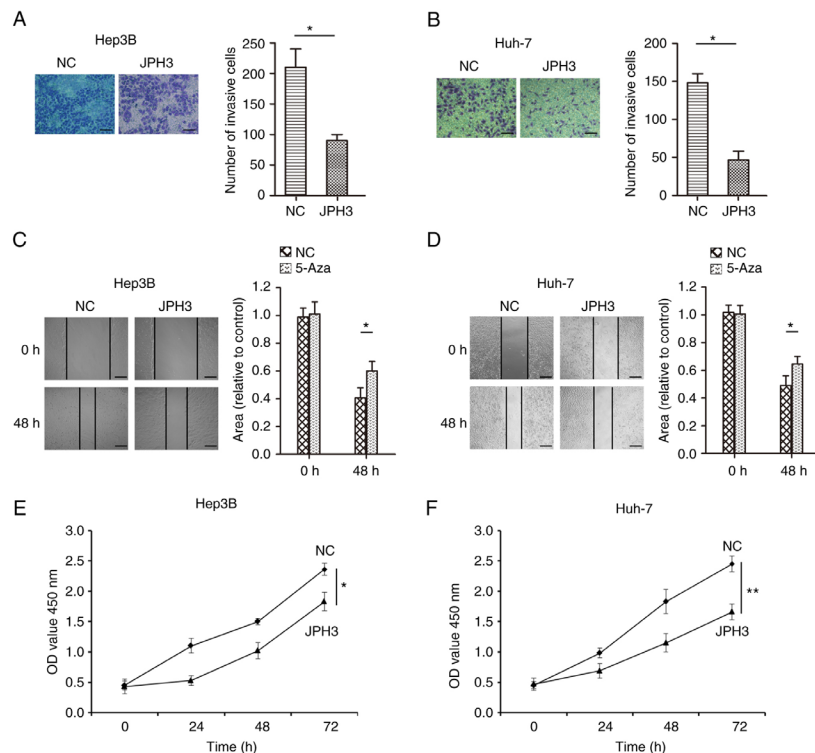 A
Hep3B
NC JPH3
Number of invasive cells
250
200
150
100
50
0
*
NC JPH3
B
Huh-7
NC JPH3
Number of invasive cells
200
150
100
50
0
*
NC JPH3
C
Hep3B
NC JPH3
0 h
48 h
NC
5-Aza
Area (relative to control)
1.2
1.0
0.8
0.6
0.4
0.2
0.0
*
0 h 48 h
D
Huh-7
NC JPH3
0 h
48 h
NC
5-Aza
Area (relative to control)
1.2
1.0
0.8
0.6
0.4
0.2
0.0
*
0 h 48 h
E
Hep3B
OD value 450 nm
3.0
2.5
2.0
1.5
1.0
0.5
0.0
NC
*
JPH3
0 24 48 72
Time (h)
F
Huh-7
OD value 450 nm
3.0
2.5
2.0
1.5
1.0
0.5
0.0
NC
**
JPH3
0 24 48 72
Time (h)